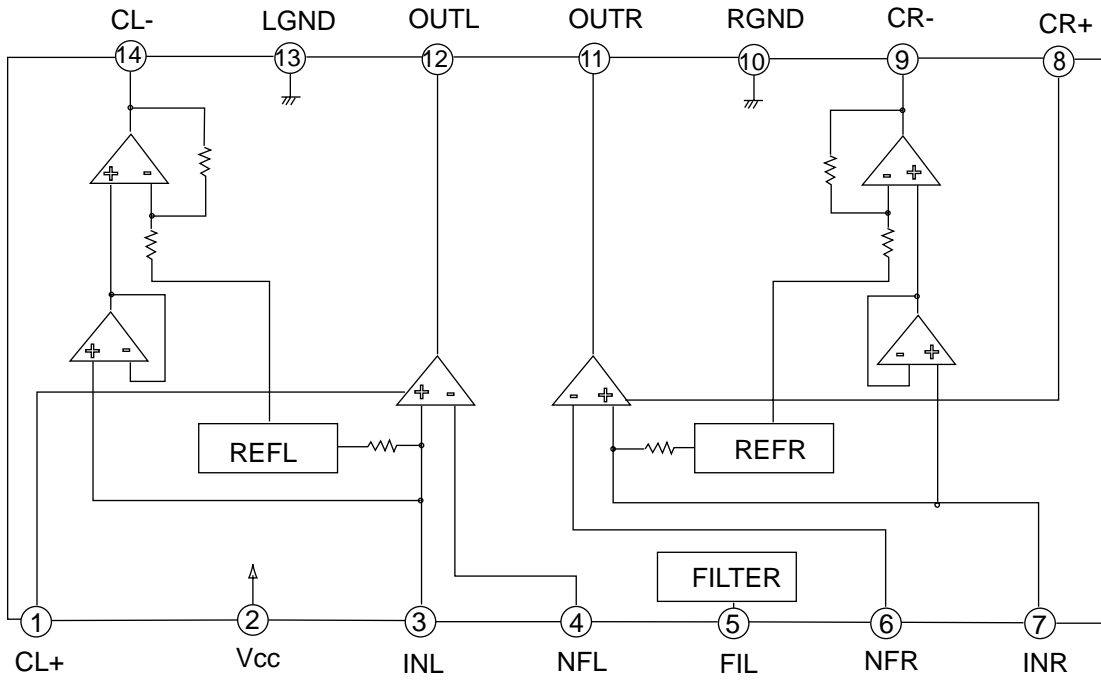 CL- LGND OUTL OUTR RGND CR- CR+
14 13 12 11 10 9 8
+ - - +
+ - - +
+ - - +
REFL REFR
FILTER
1 2 3 4 5 6 7
CL+ Vcc INL NFL FIL NFR INR